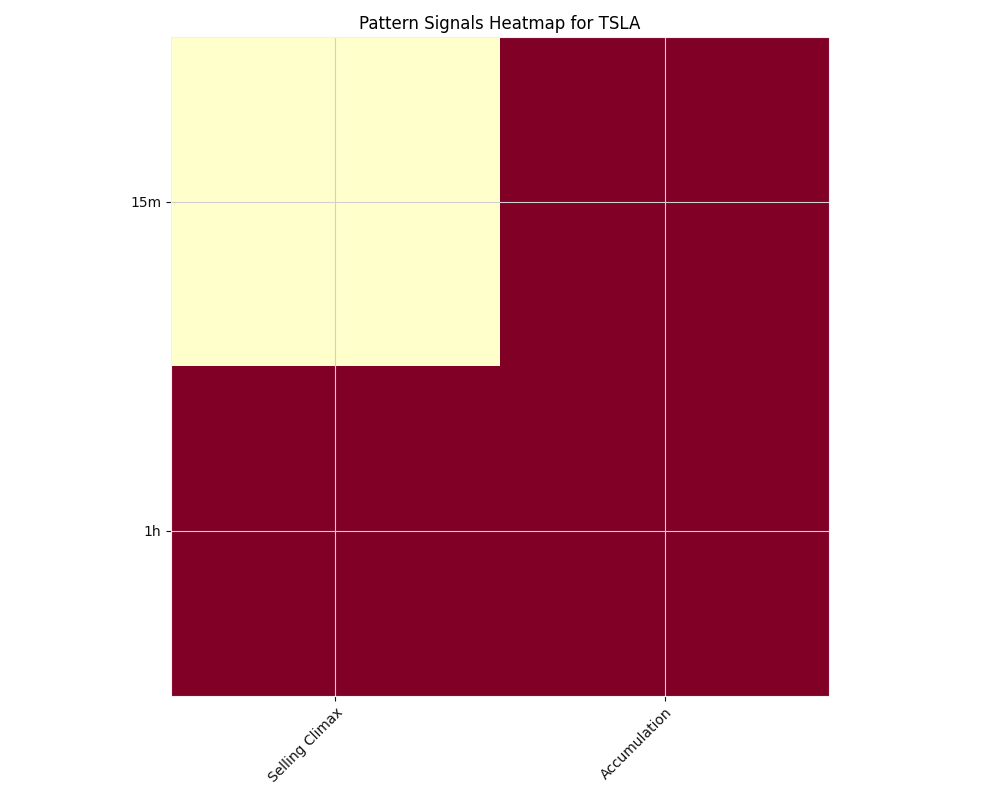 Pattern Signals Heatmap for TSLA
15m
1h
Selling Climax
Accumulation